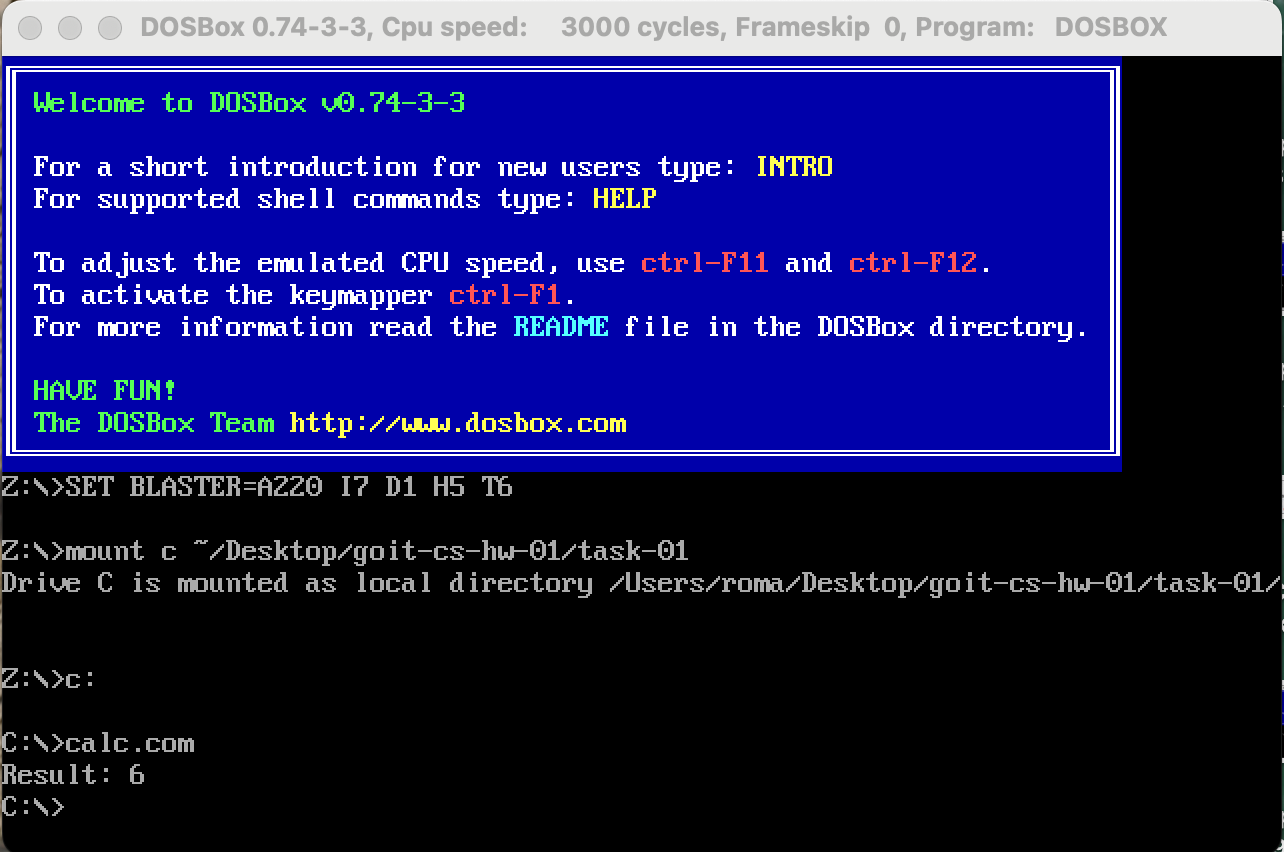 DOSBox 0.74-3-3, Cpu speed: 3000 cycles, Frameskip 0, Program: DOSBOX
Welcome to DOSBox v0.74-3-3
For a short introduction for new users type: INTRO
For supported shell commands type: HELP
To adjust the emulated CPU speed, use ctrl-F11 and ctrl-F12.
To activate the keymapper ctrl-F1.
For more information read the README file in the DOSBox directory.
HAVE FUN!
The DOSBox Team http://www.dosbox.com
Z:\>SET BLASTER=A220 I7 D1 H5 T6
Z:\>mount c ~/Desktop/goit-cs-hw-01/task-01
Drive C is mounted as local directory /Users/roma/Desktop/goit-cs-hw-01/task-01/
Z:\>c:
C:\>calc.com
Result: 6
C:\>